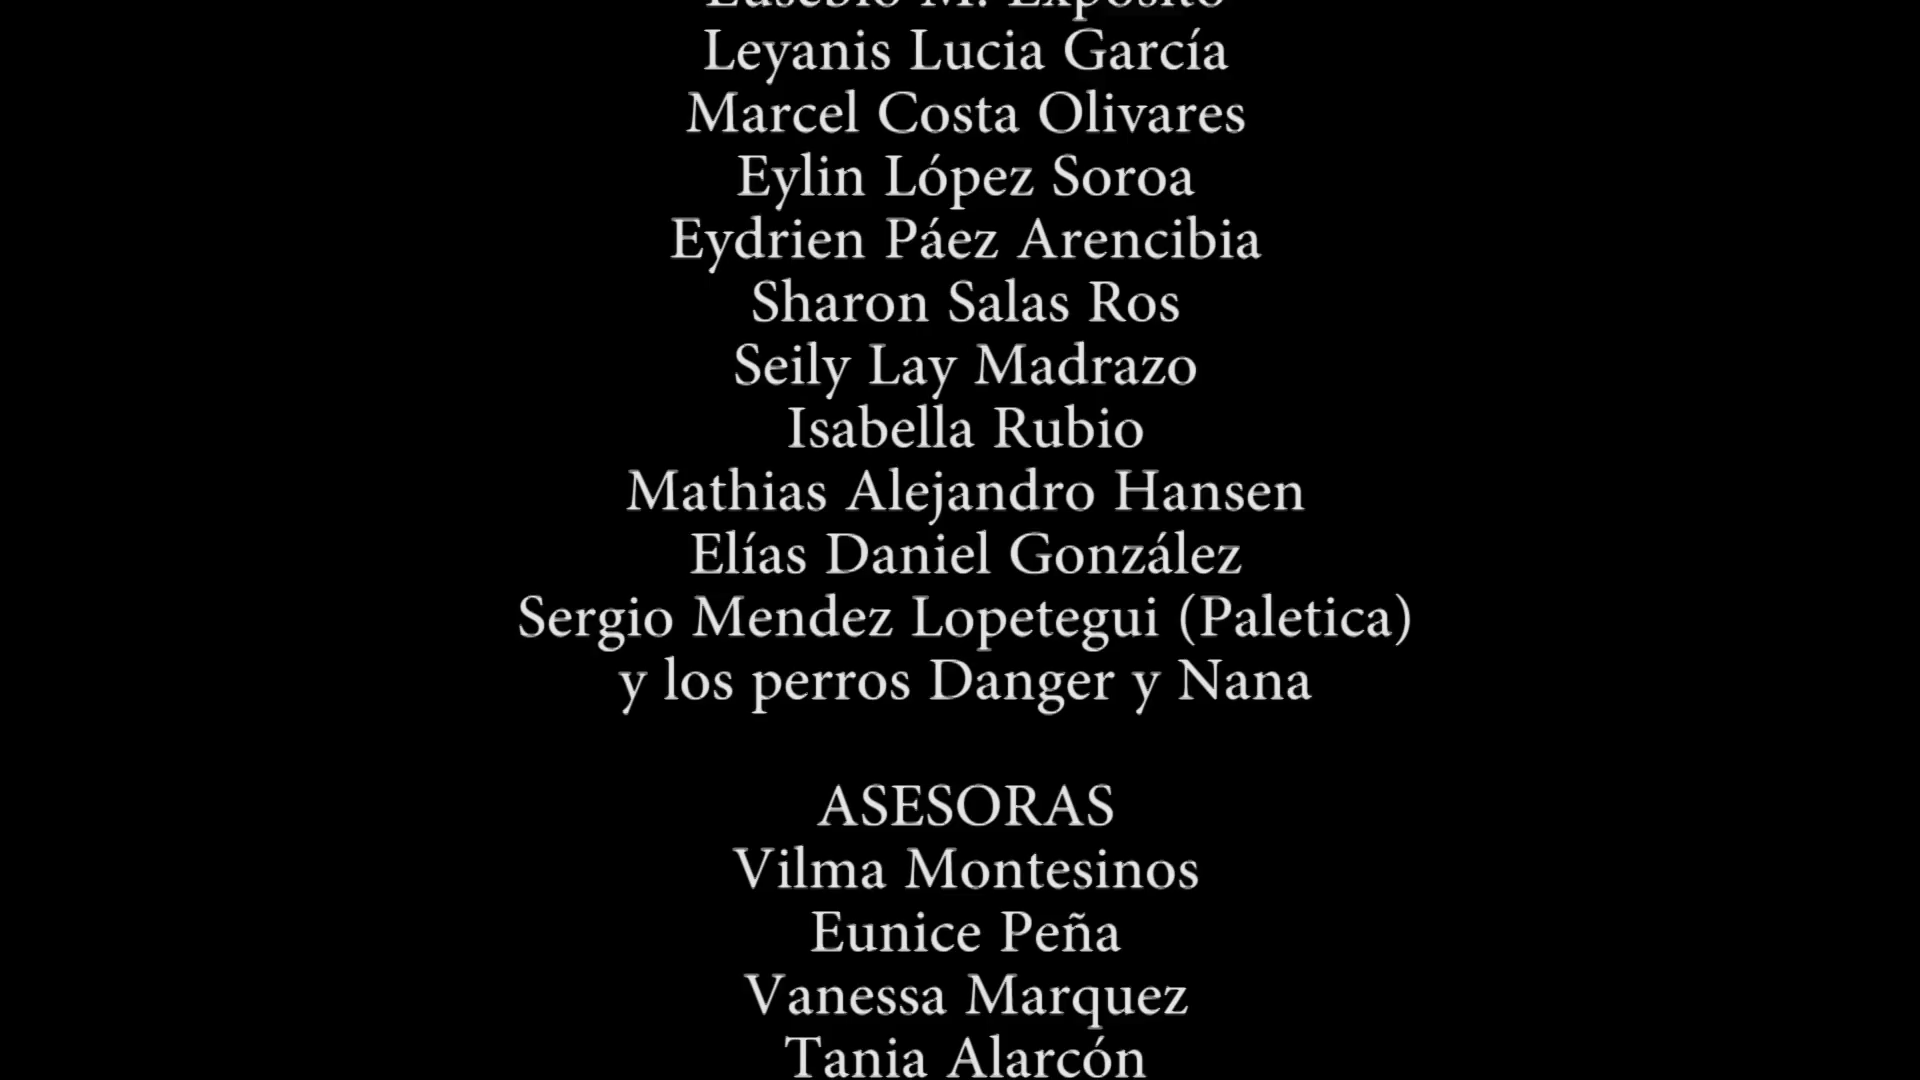 Eusebio M. Expósito
Leyanis Lucia García
Marcel Costa Olivares
Eylin López Soroa
Eydrien Páez Arencibia
Sharon Salas Ros
Seily Lay Madrazo
Isabella Rubio
Mathias Alejandro Hansen
Elías Daniel González
Sergio Mendez Lopetegui (Paletica)
y los perros Danger y Nana
ASESORAS
Vilma Montesinos
Eunice Peña
Vanessa Marquez
Tania Alarcón